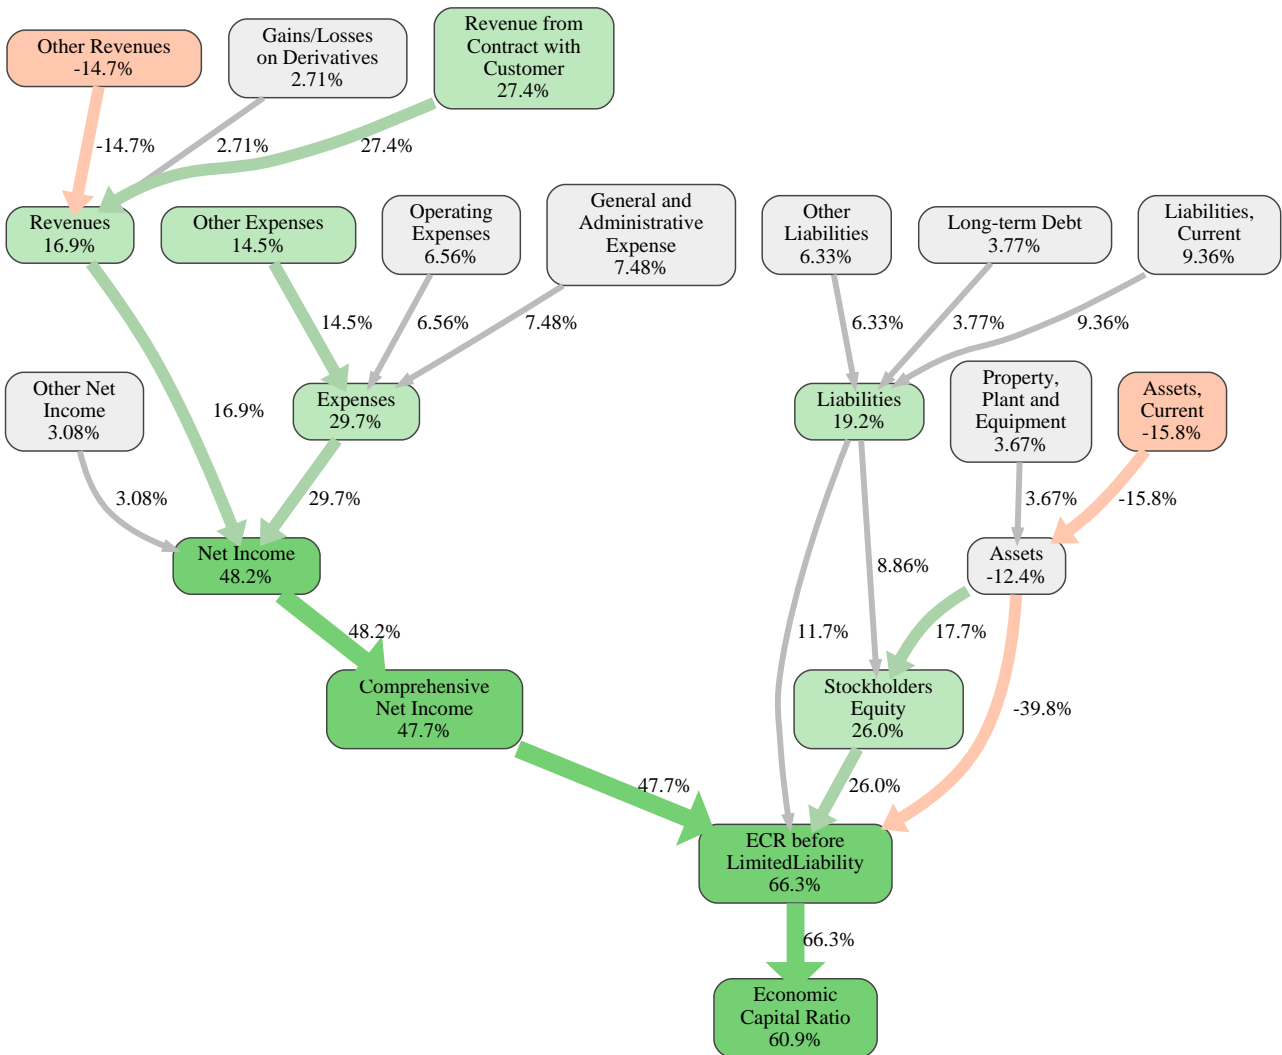 Other Revenues
-14.7%
Gains/Losses
on Derivatives
2.71%
Revenue from
Contract with
Customer
27.4%
-14.7%
2.71%
27.4%
Revenues
16.9%
Other Expenses
14.5%
Operating
Expenses
6.56%
General and
Administrative
Expense
7.48%
Other
Liabilities
6.33%
Long-term Debt
3.77%
Liabilities,
Current
9.36%
14.5%
6.56%
7.48%
6.33%
3.77%
9.36%
Other Net
Income
3.08%
16.9%
Expenses
29.7%
Liabilities
19.2%
Property,
Plant and
Equipment
3.67%
Assets,
Current
-15.8%
3.08%
29.7%
3.67%
-15.8%
Net Income
48.2%
8.86%
Assets
-12.4%
48.2%
11.7%
17.7%
Comprehensive
Net Income
47.7%
Stockholders
Equity
26.0%
-39.8%
47.7%
26.0%
ECR before
LimitedLiability
66.3%
66.3%
Economic
Capital Ratio
60.9%